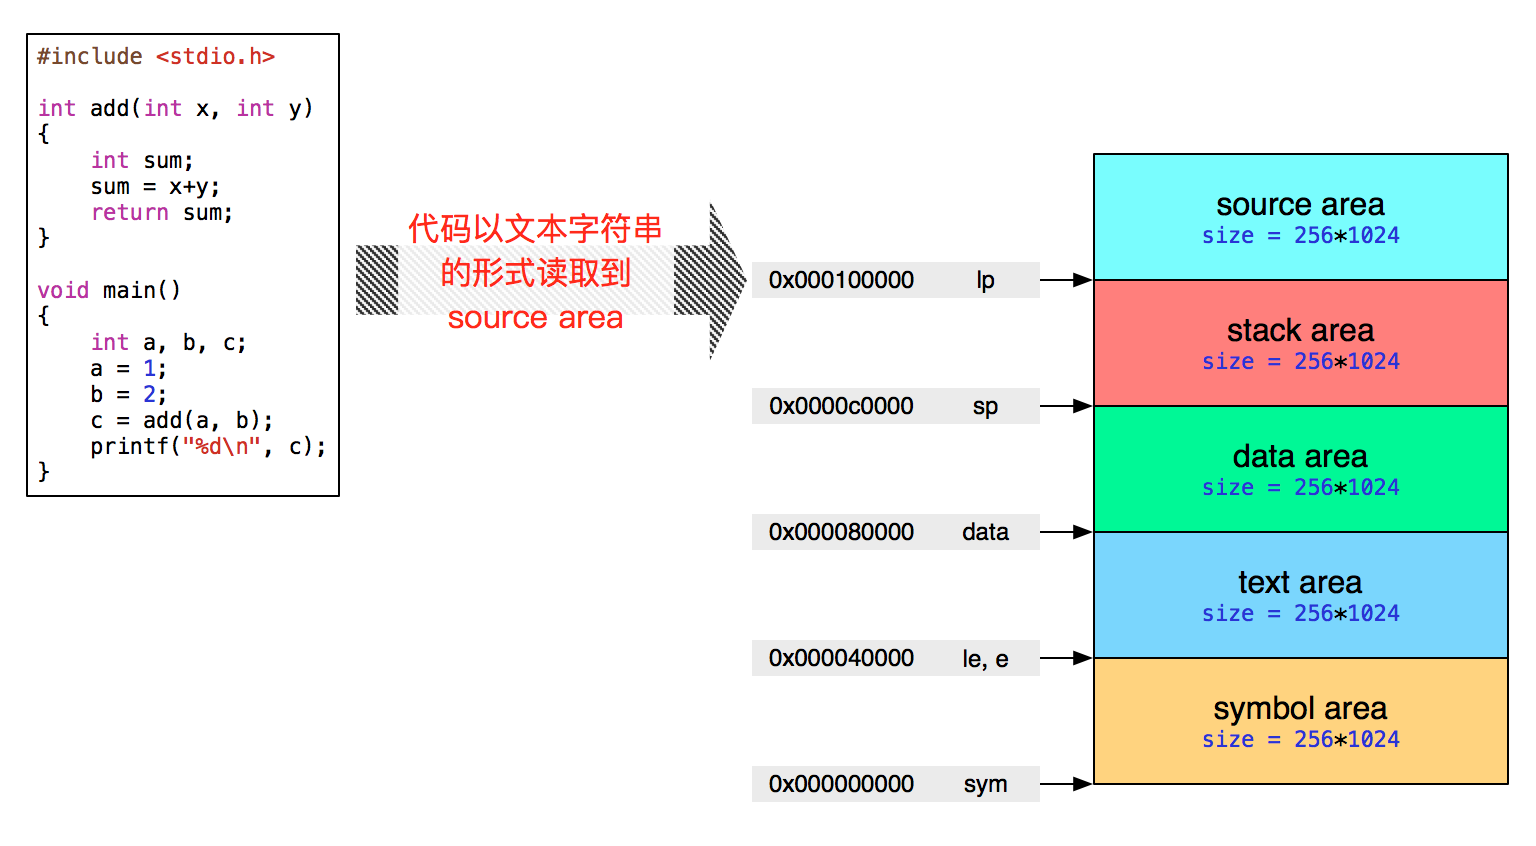 #include <stdio.h>
int add(int x, int y)
{
    int sum;
    sum = x+y;
    return sum;
}
void main()
{
    int a, b, c;
    a = 1;
    b = 2;
    c = add(a, b);
    printf("%d\n", c);
}
代码以文本字符串
的形式读取到
source area
0x000100000 lp
0x0000c0000 sp
0x000080000 data
0x000040000 le, e
0x000000000 sym
source area
size = 256*1024
stack area
size = 256*1024
data area
size = 256*1024
text area
size = 256*1024
symbol area
size = 256*1024